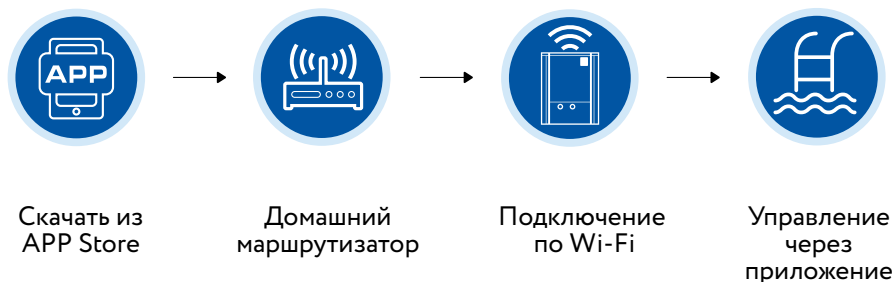 APP
Скачать из
APP Store
Домашний
маршрутизатор
Подключение
по Wi-Fi
Управление
через
приложение